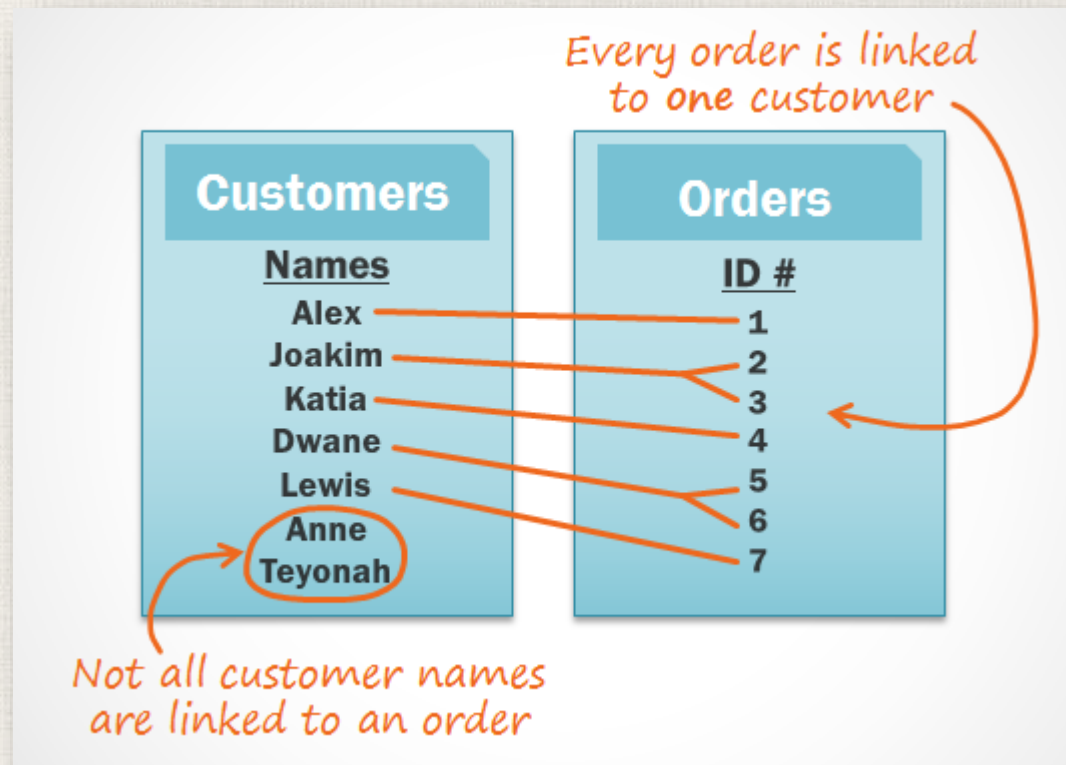 Every order is linked
to one customer
Customers
Names
Alex
Joakim
Katia
Dwane
Lewis
Anne
Teyonah
Orders
ID #
1
2
3
4
5
6
7
Not all customer names
are linked to an order